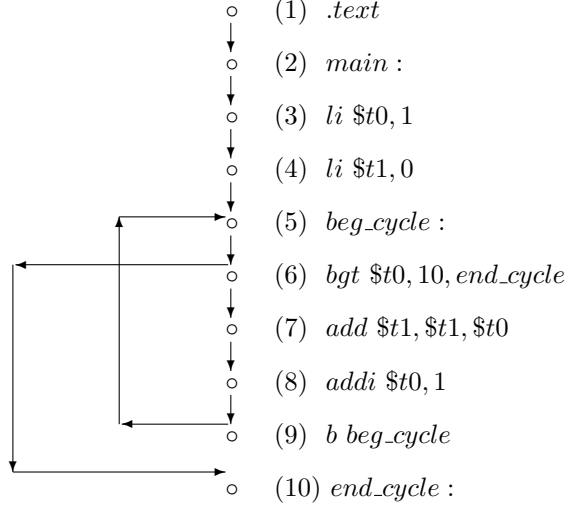 (1) .text
(2) main :
(3) li $t0, 1
(4) li $t1, 0
(5) beg_cycle :
(6) bgt $t0, 10, end_cycle
(7) add $t1, $t1, $t0
(8) addi $t0, 1
(9) b beg_cycle
(10) end_cycle :